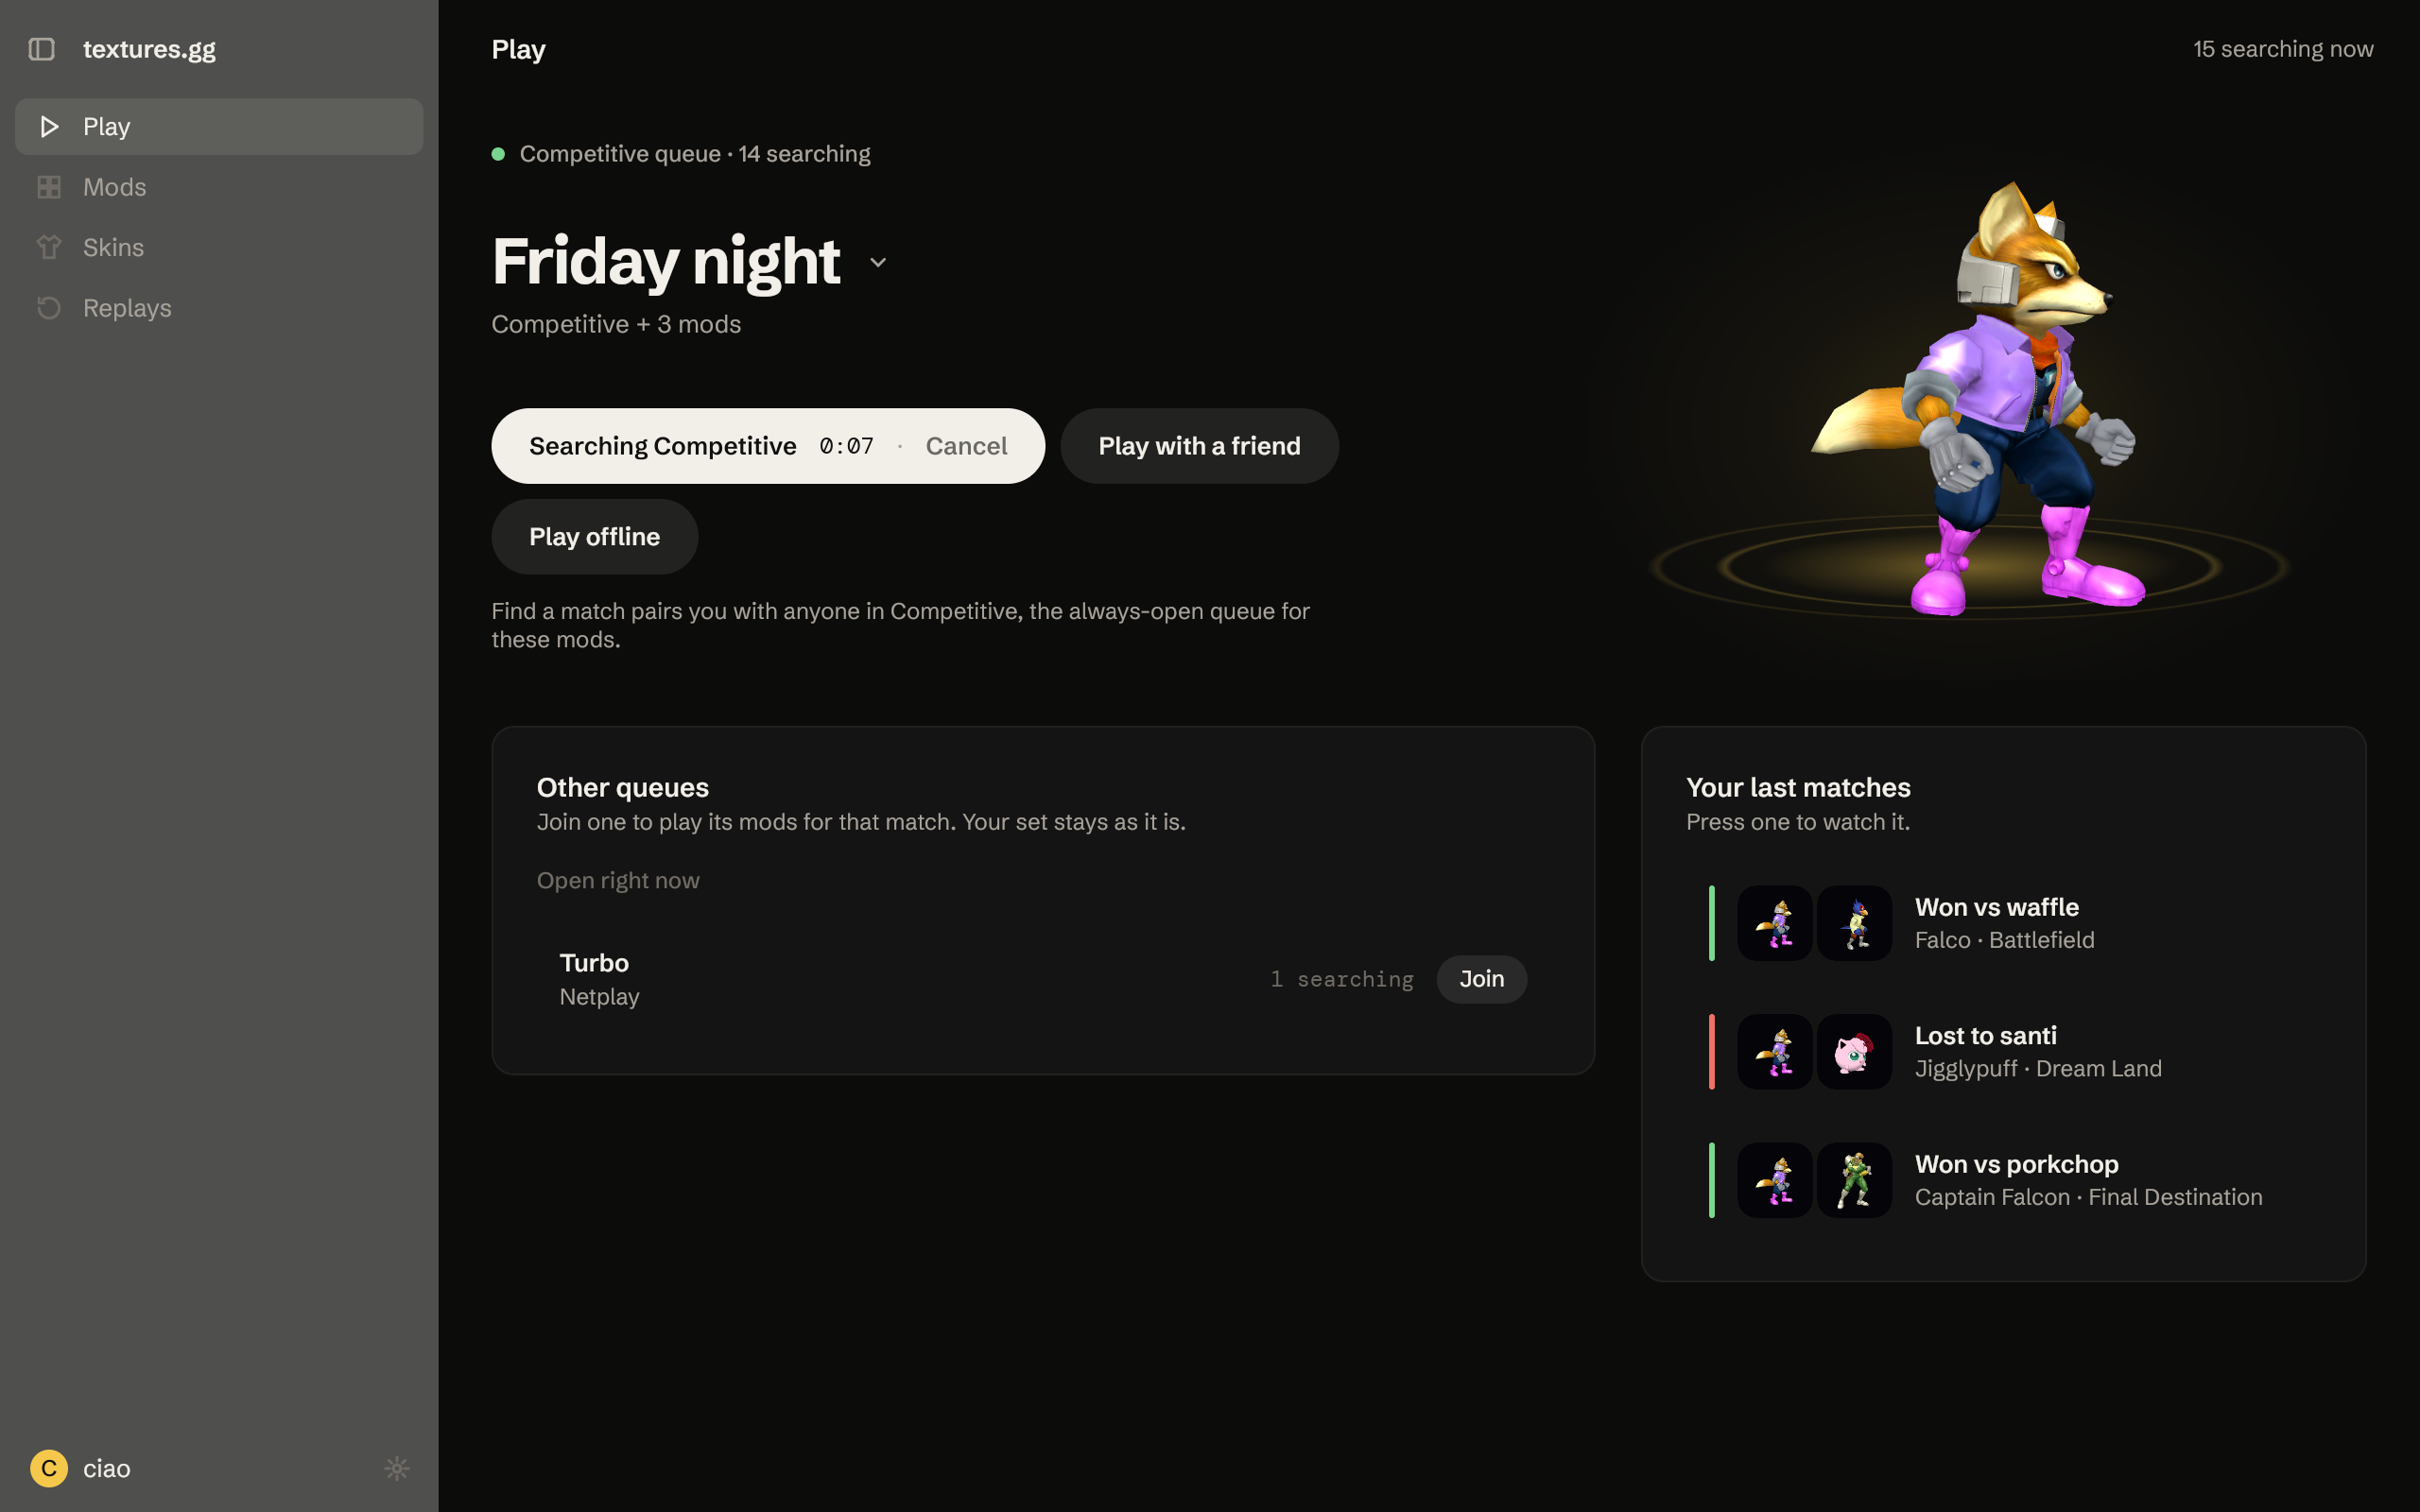 textures.gg
Play
Mods
Skins
Replays
C ciao
Play
15 searching now
Competitive queue · 14 searching
Friday night
Competitive + 3 mods
Searching Competitive 0:07 · Cancel
Play with a friend
Play offline
Find a match pairs you with anyone in Competitive, the always-open queue for
these mods.
Other queues
Join one to play its mods for that match. Your set stays as it is.
Open right now
Turbo
Netplay
1 searching
Join
Your last matches
Press one to watch it.
Won vs waffle
Falco · Battlefield
Lost to santi
Jigglypuff · Dream Land
Won vs porkchop
Captain Falcon · Final Destination